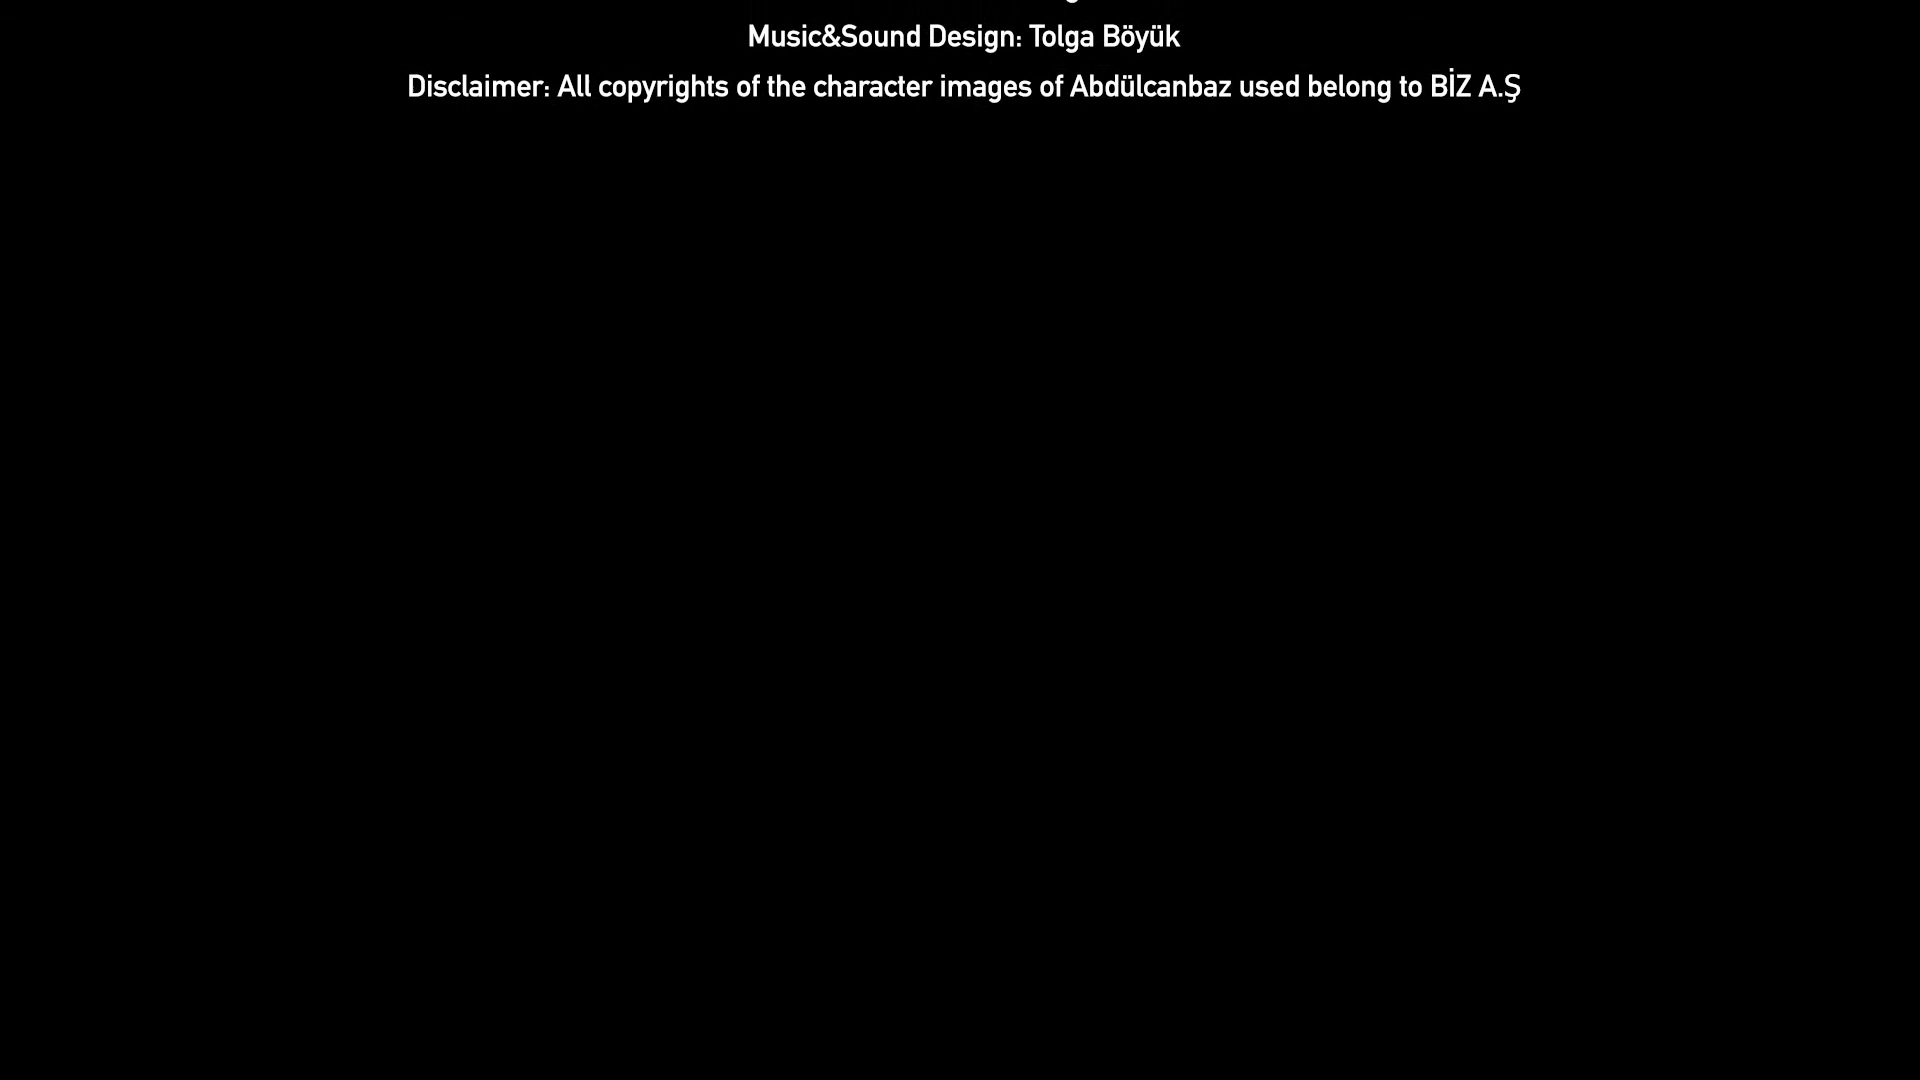 Music&Sound Design: Tolga Böyük
Disclaimer: All copyrights of the character images of Abdülcanbaz used belong to BİZ A.Ş